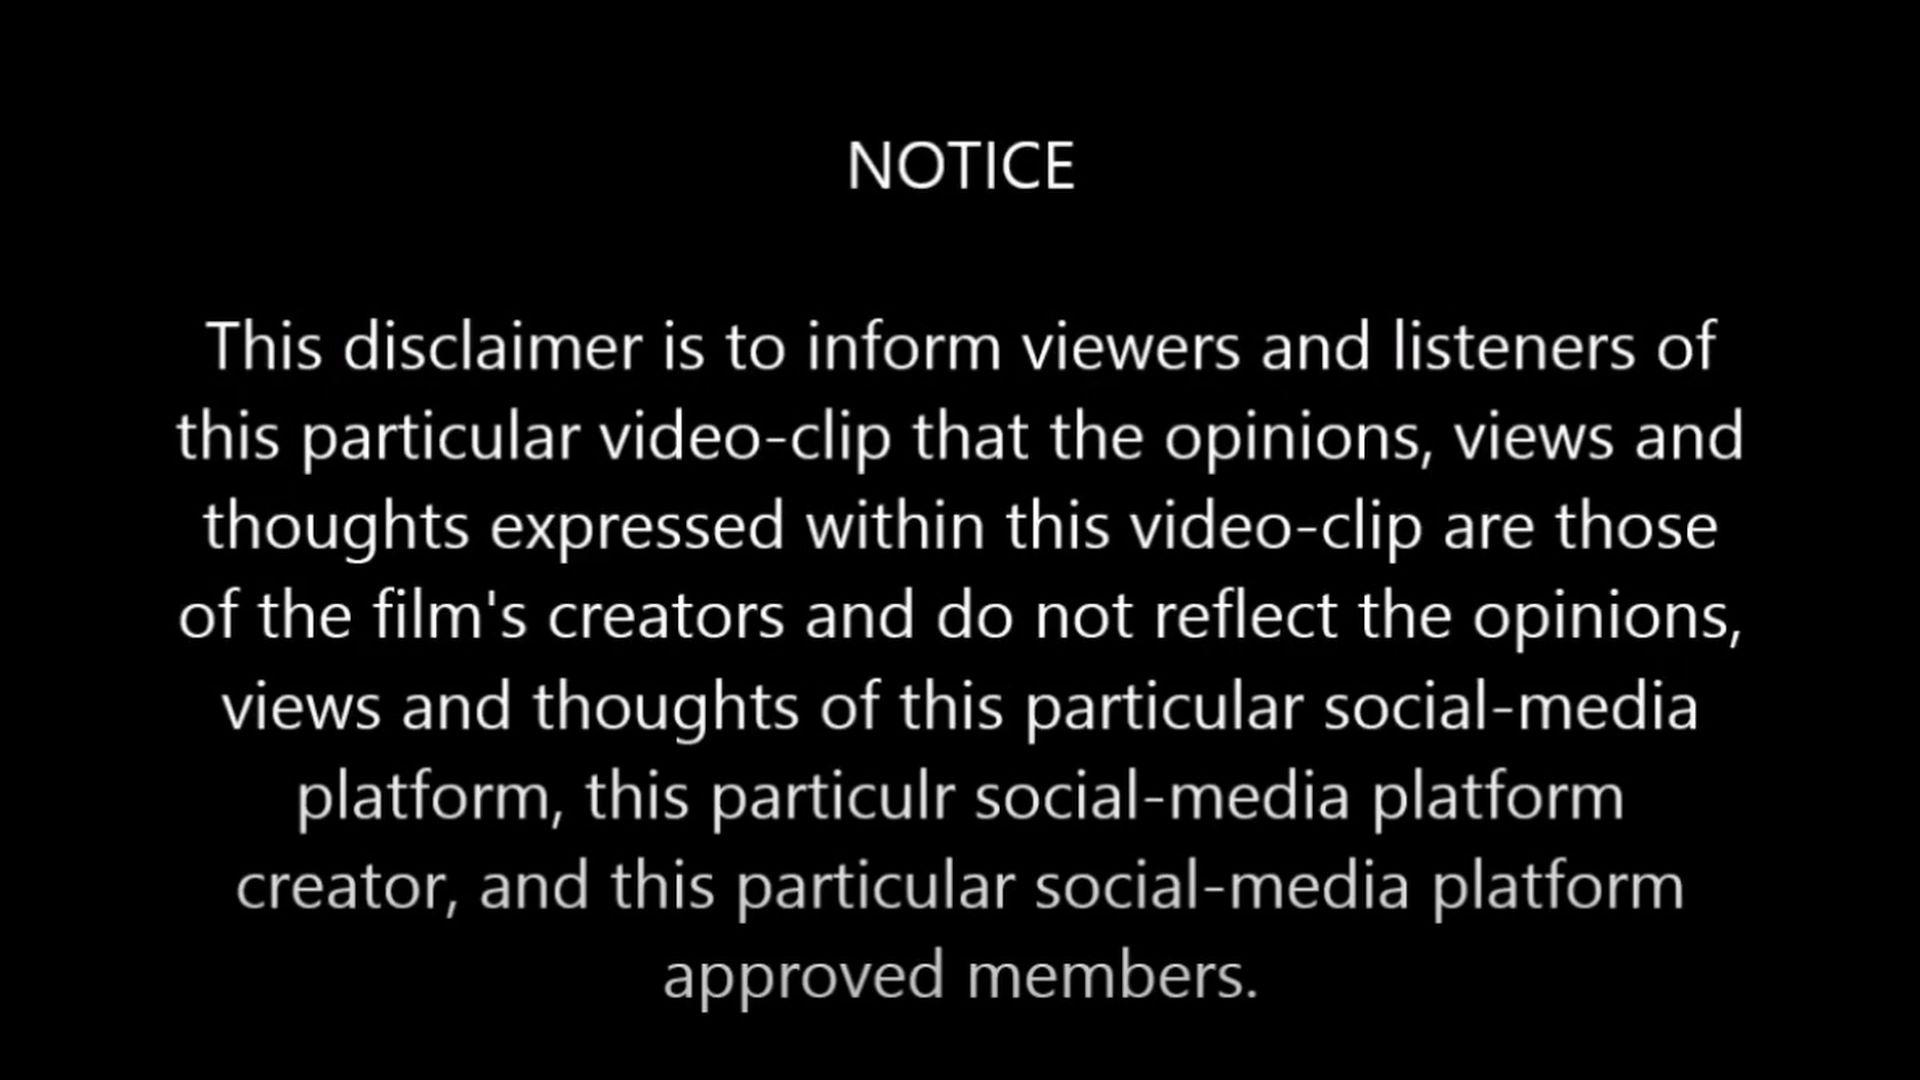 NOTICE
This disclaimer is to inform viewers and listeners of
this particular video-clip that the opinions, views and
thoughts expressed within this video-clip are those
of the film's creators and do not reflect the opinions,
views and thoughts of this particular social-media
platform, this particulr social-media platform
creator, and this particular social-media platform
approved members.